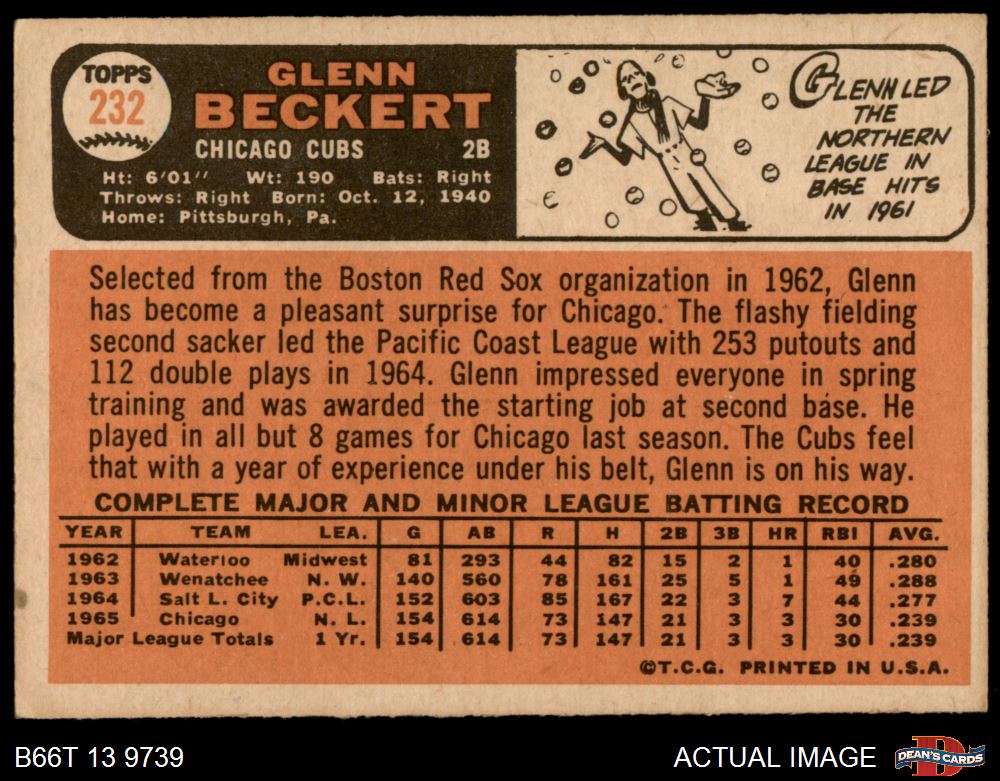 TOPPS
232
GLENN
BECKERT
CHICAGO CUBS 2B
Ht: 6'01" Wt: 190 Bats: Right
Throws: Right Born: Oct. 12, 1940
Home: Pittsburgh, Pa.
GLENN LED
THE
NORTHERN
LEAGUE IN
BASE HITS
IN 1961
Selected from the Boston Red Sox organization in 1962, Glenn
has become a pleasant surprise for Chicago. The flashy fielding
second sacker led the Pacific Coast League with 253 putouts and
112 double plays in 1964. Glenn impressed everyone in spring
training and was awarded the starting job at second base. He
played in all but 8 games for Chicago last season. The Cubs feel
that with a year of experience under his belt, Glenn is on his way.
COMPLETE MAJOR AND MINOR LEAGUE BATTING RECORD
YEAR TEAM LEA. G AB R H 2B 3B HR RBI AVG.
1962 Waterloo Midwest 81 293 44 82 15 2 1 40 .280
1963 Wenatchee N. W. 140 560 78 161 25 5 1 49 .288
1964 Salt L. City P.C.L. 152 603 85 167 22 3 7 44 .277
1965 Chicago N. L. 154 614 73 147 21 3 3 30 .239
Major League Totals 1 Yr. 154 614 73 147 21 3 3 30 .239
©T.C.G. PRINTED IN U.S.A.
B66T 13 9739 ACTUAL IMAGE
D
DEAN'S CARDS